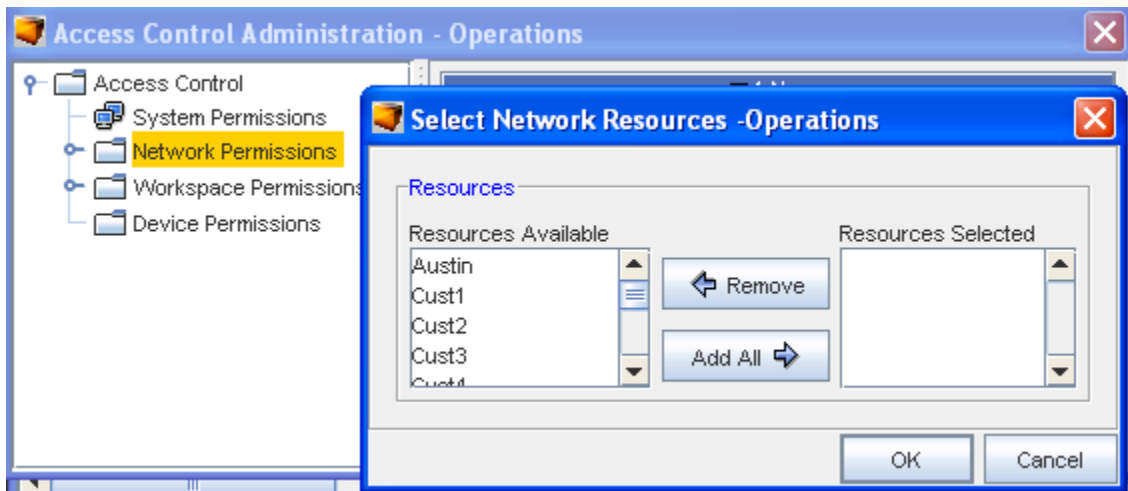 Access Control Administration - Operations
Access Control
System Permissions
Network Permissions
Workspace Permissions
Device Permissions
Select Network Resources -Operations
Resources
Resources Available
Resources Selected
Austin
Cust1
Cust2
Cust3
Cust4
Remove
Add All
OK
Cancel